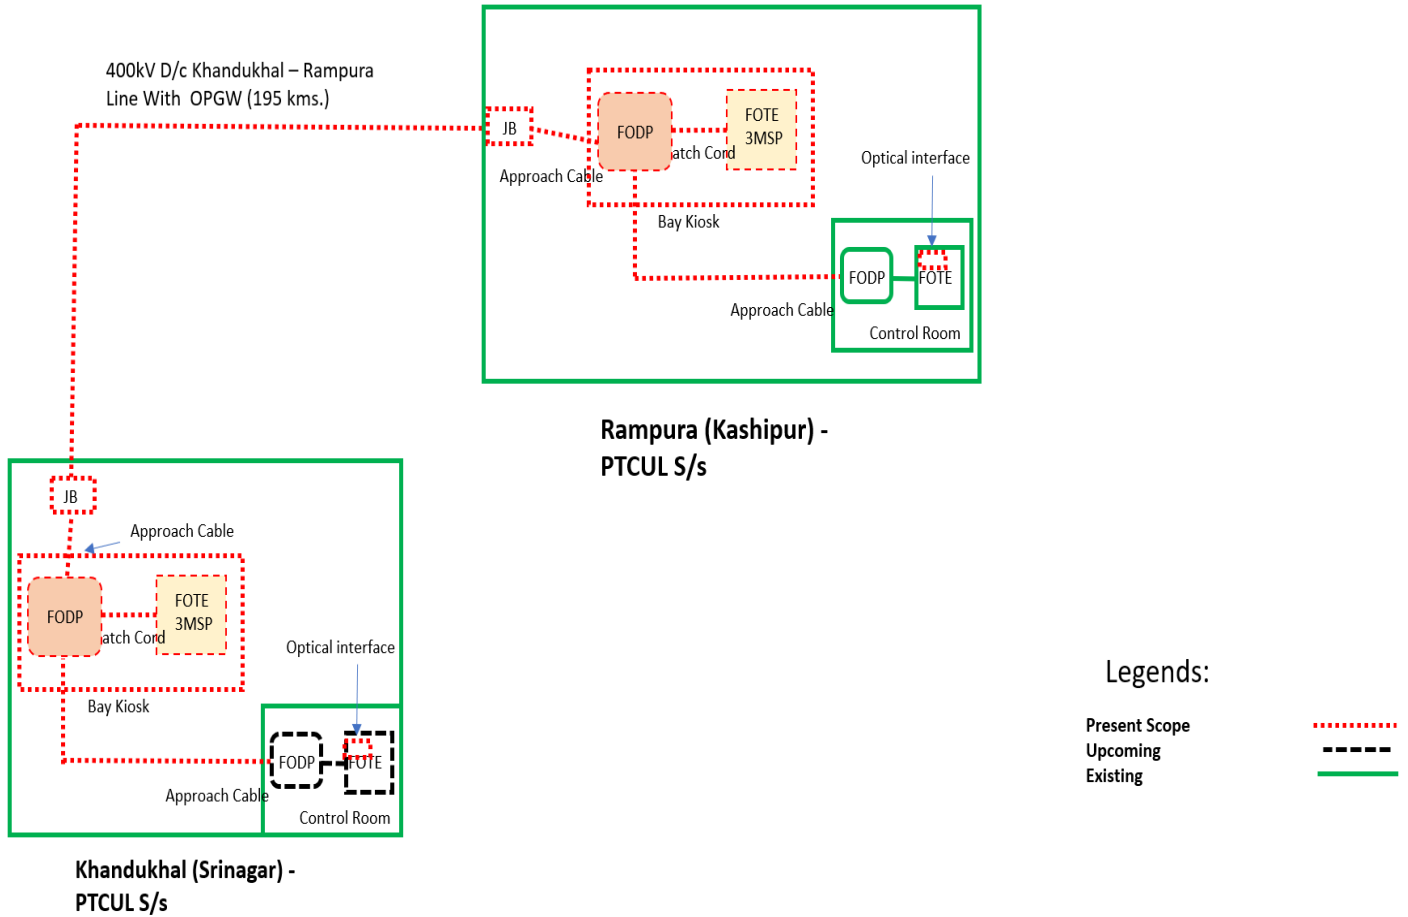 400kV D/c Khandukhal – Rampura
Line With OPGW (195 kms.)
JB
FODP
FOTE
3MSP
atch Cord
Approach Cable
Bay Kiosk
Optical interface
FODP
FOTE
Approach Cable
Control Room
Rampura (Kashipur) -
PTCUL S/s
JB
Approach Cable
FODP
FOTE
3MSP
atch Cord
Bay Kiosk
Optical interface
FODP
FOTE
Approach Cable
Control Room
Khandukhal (Srinagar) -
PTCUL S/s
Legends:
Present Scope
Upcoming
Existing